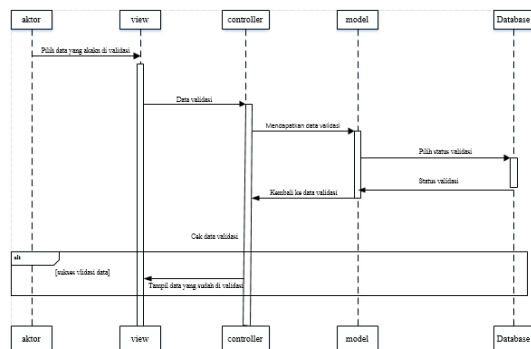 aktor
view
controller
model
Database
Pilih data yang akakn di validasi
Data validasi
Mendapatkan data validasi
Pilih status validasi
Status validasi
Kembali ke data validasi
Cek data validasi
alt
[sukses vlidasi data]
Tampil data yang sudah di validasi
aktor
view
controller
model
Database